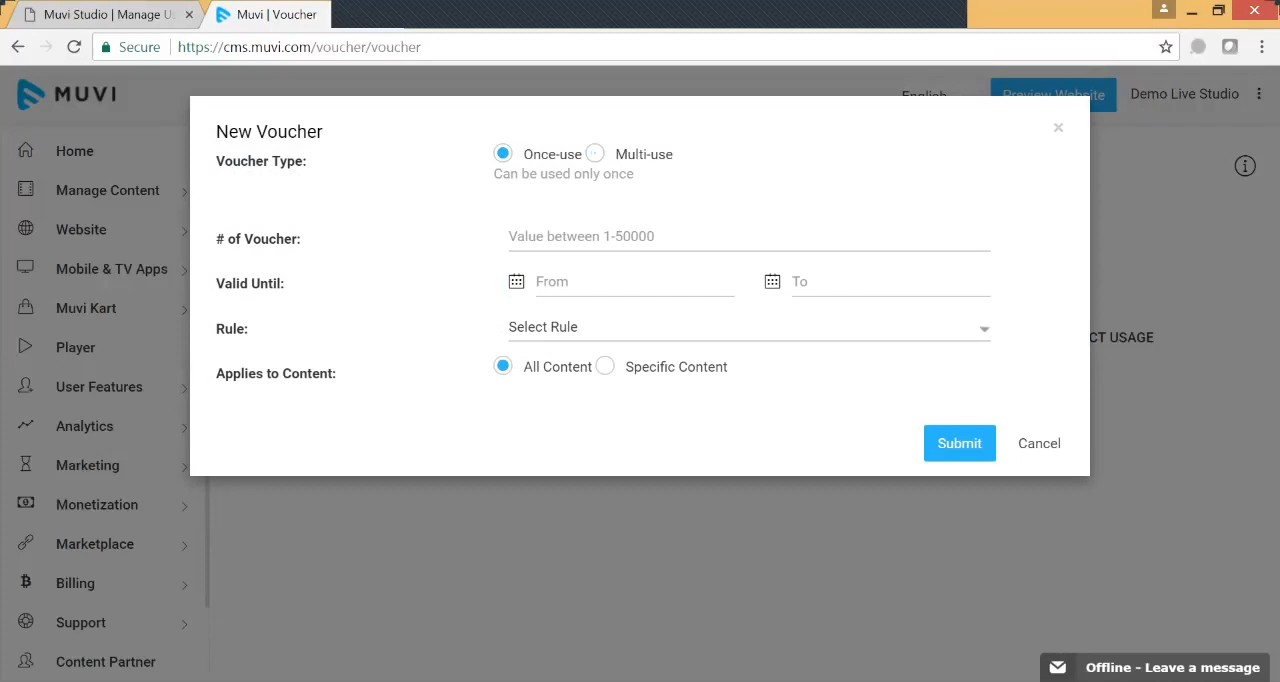 Muvi Studio | Manage U
Muvi | Voucher
Secure
https://cms.muvi.com/voucher/voucher
MUVI
English
Preview Website
Demo Live Studio
Home
Manage Content
Website
Mobile & TV Apps
Muvi Kart
Player
User Features
Analytics
Marketing
Monetization
Marketplace
Billing
Support
Content Partner
New Voucher
Voucher Type:
Once-use
Multi-use
Can be used only once
# of Voucher:
Value between 1-50000
Valid Until:
From
To
Rule:
Select Rule
CT USAGE
Applies to Content:
All Content
Specific Content
Submit
Cancel
Offline - Leave a message